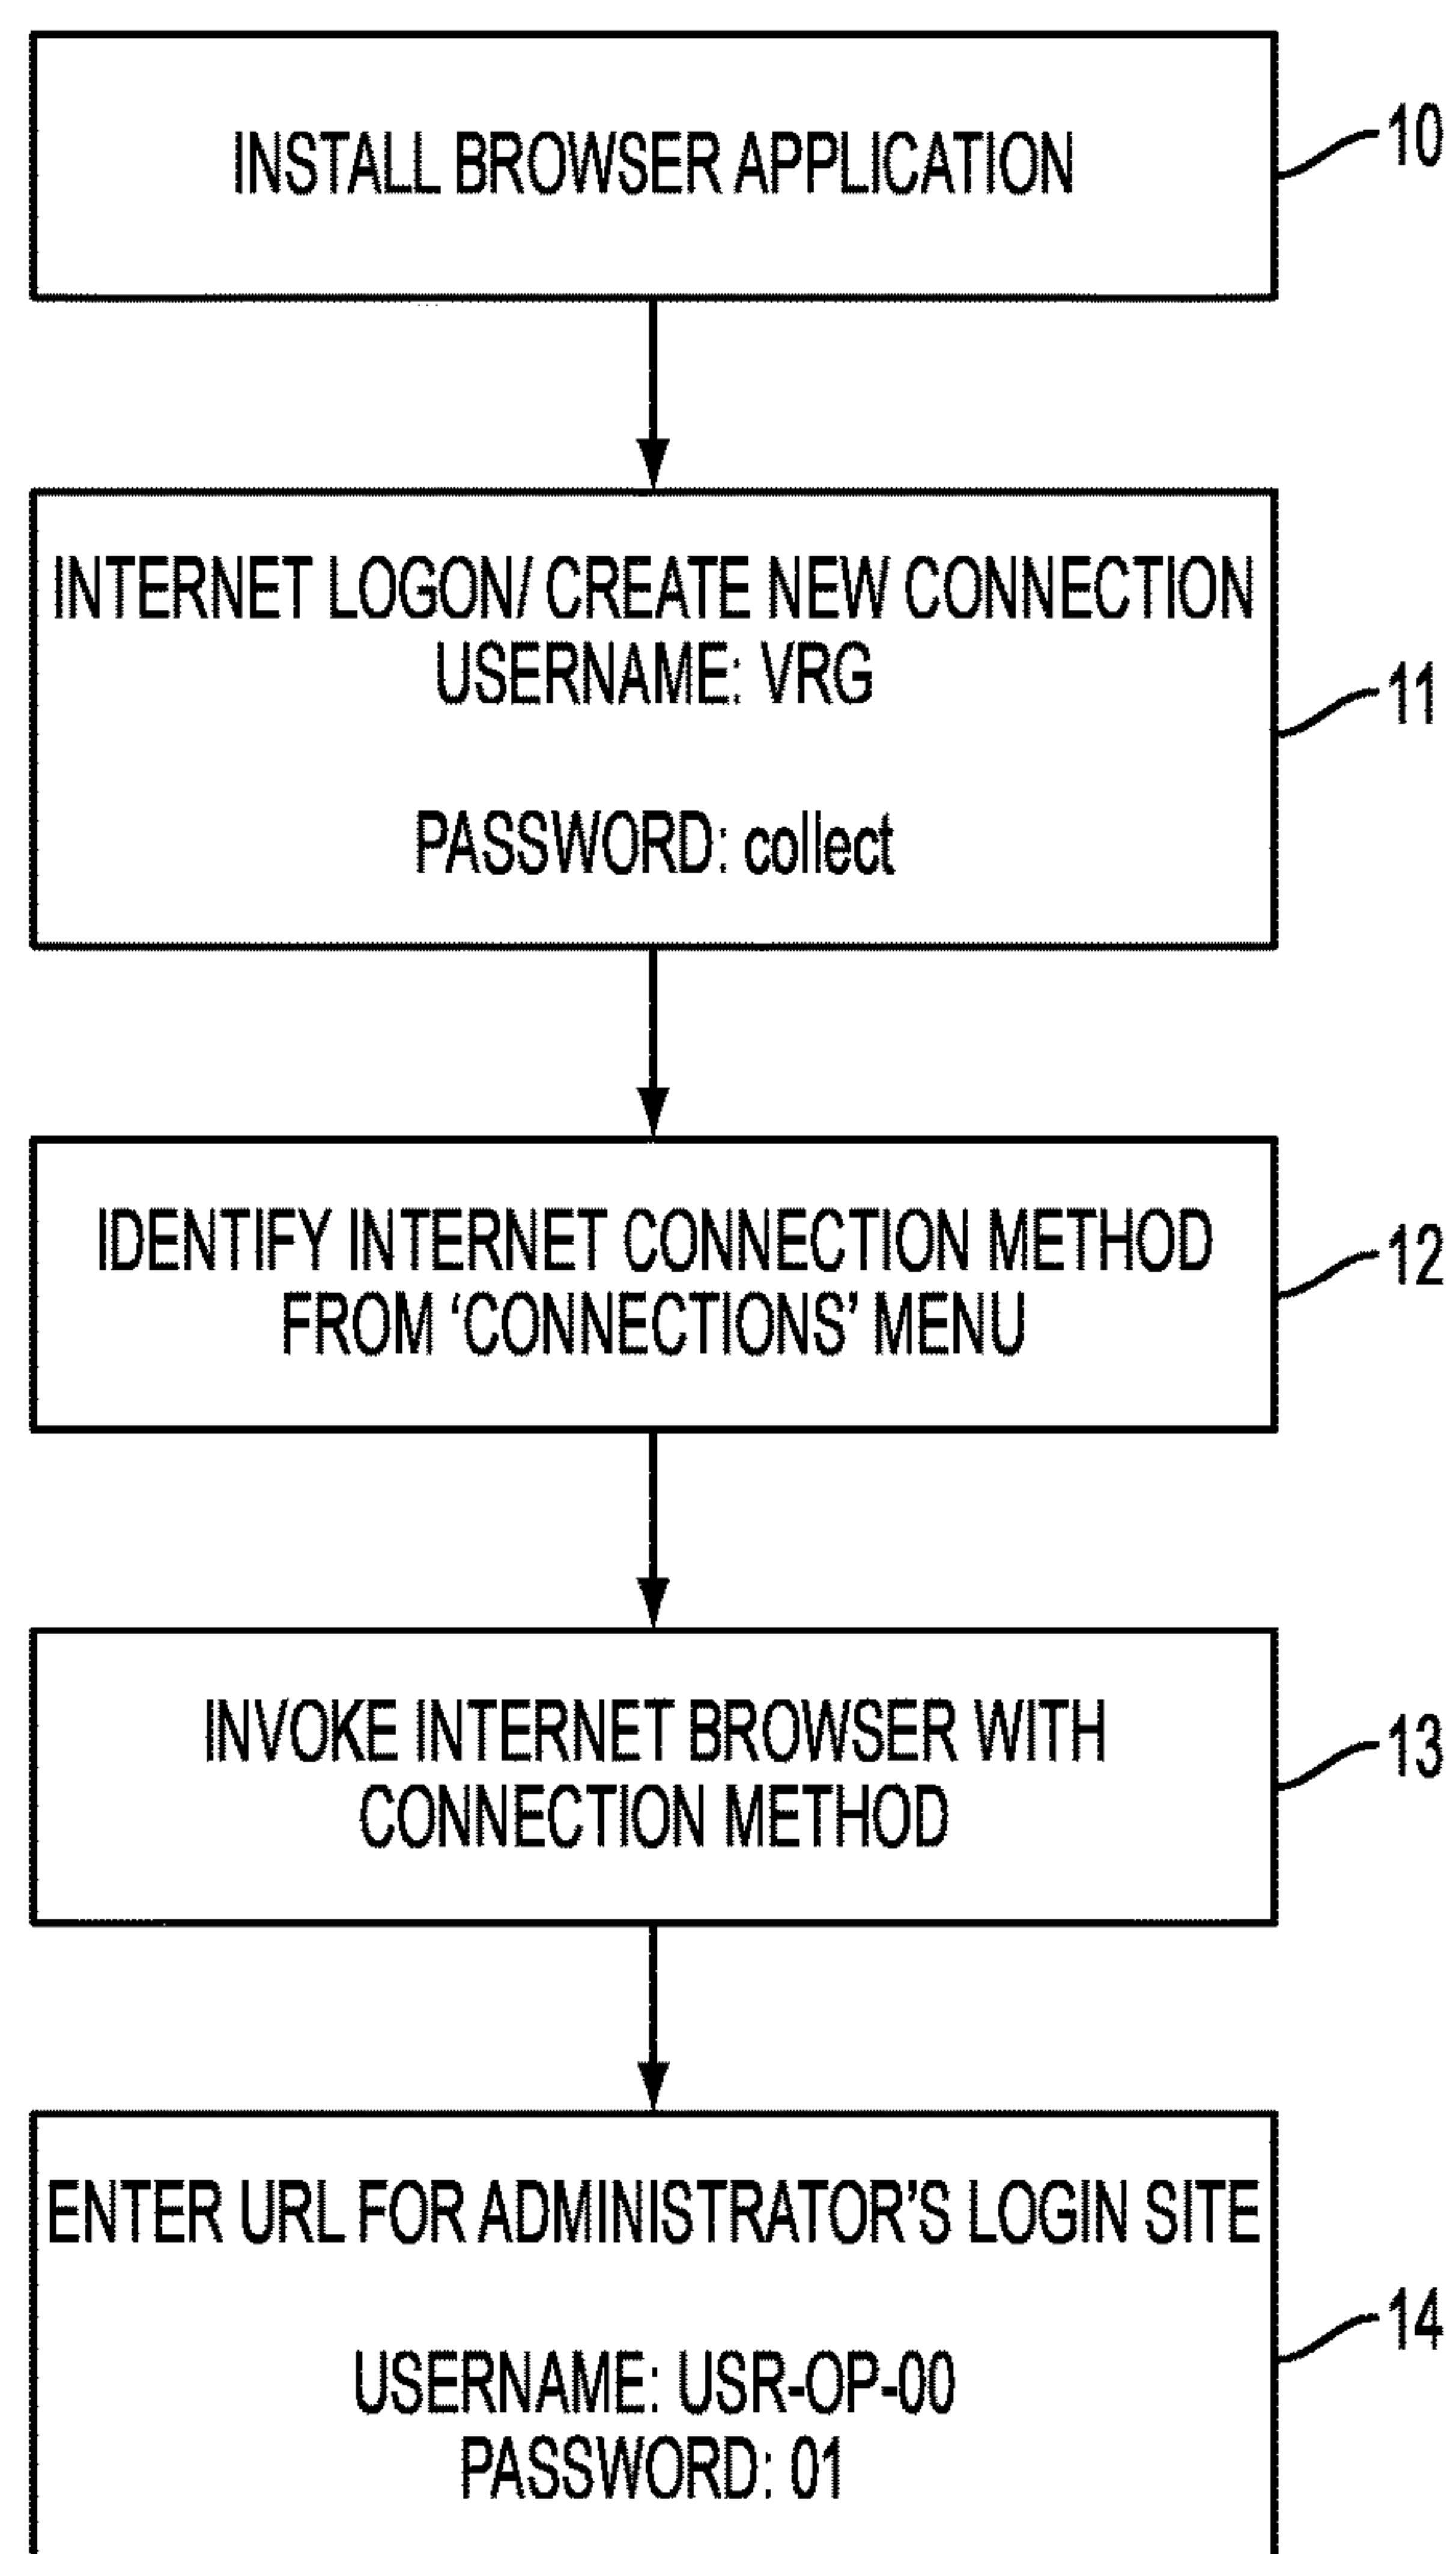 INSTALL BROWSER APPLICATION
10
INTERNET LOGON/ CREATE NEW CONNECTION
USERNAME: VRG
PASSWORD: collect
11
IDENTIFY INTERNET CONNECTION METHOD
FROM ‘CONNECTIONS’ MENU
12
INVOKE INTERNET BROWSER WITH
CONNECTION METHOD
13
ENTER URL FOR ADMINISTRATOR’S LOGIN SITE
USERNAME: USR-OP-00
PASSWORD: 01
14